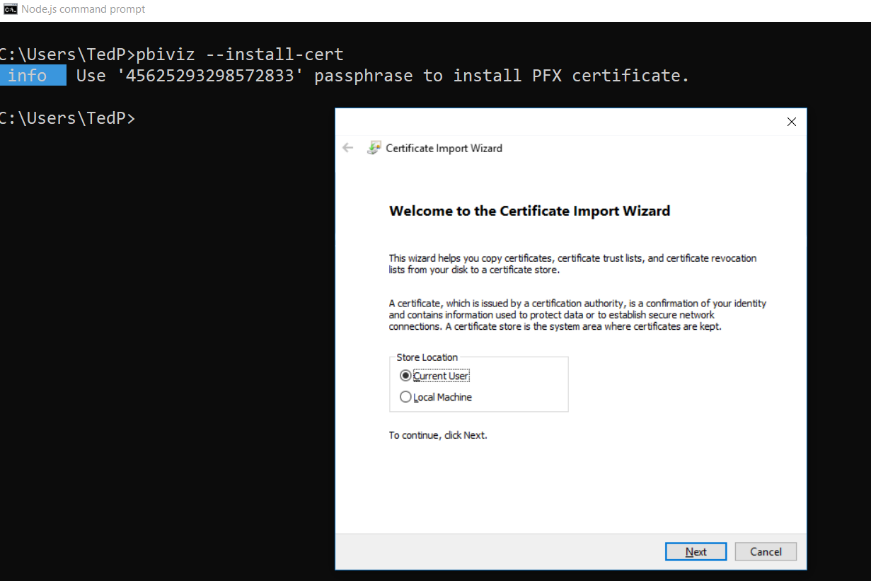 Node.js command prompt
C:\Users\TedP>pbiviz --install-cert
info Use '45625293298572833' passphrase to install PFX certificate.
C:\Users\TedP>
Certificate Import Wizard
Welcome to the Certificate Import Wizard
This wizard helps you copy certificates, certificate trust lists, and certificate revocation
lists from your disk to a certificate store.
A certificate, which is issued by a certification authority, is a confirmation of your identity
and contains information used to protect data or to establish secure network
connections. A certificate store is the system area where certificates are kept.
Store Location
Current User
Local Machine
To continue, click Next.
Next Cancel